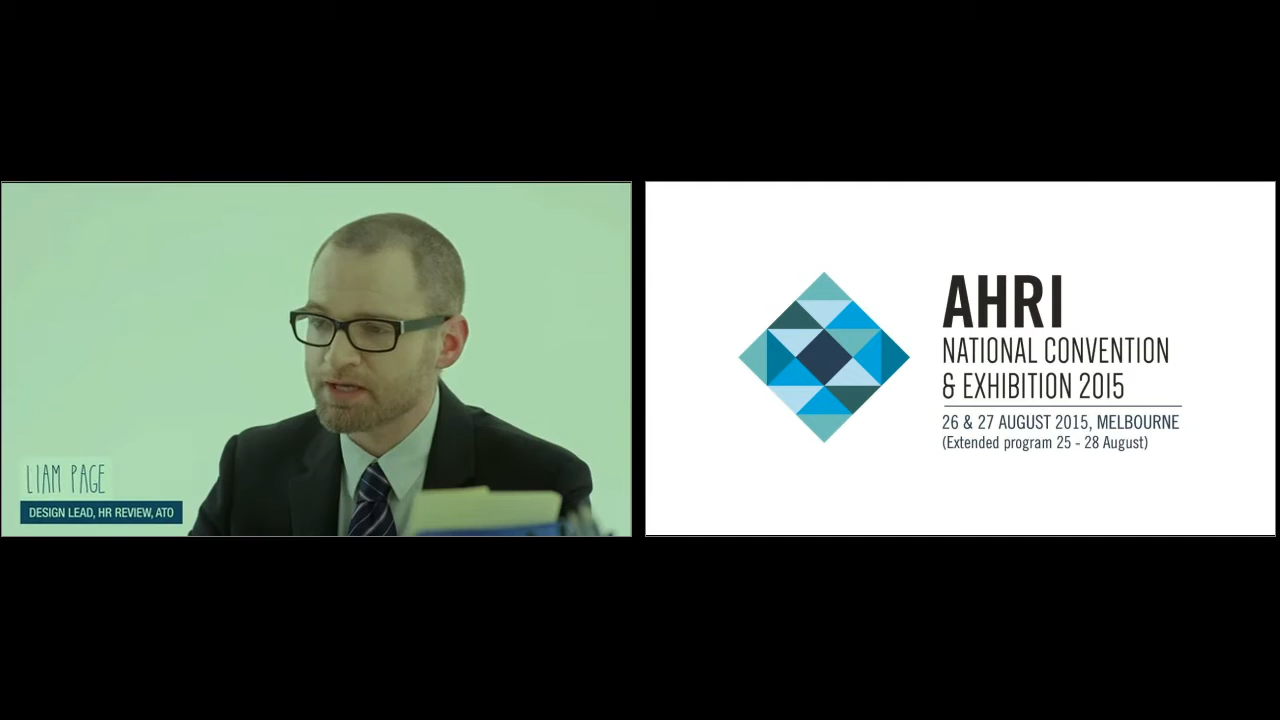 LIAM PAGE
DESIGN LEAD, HR REVIEW, ATO
AHRI
NATIONAL CONVENTION
& EXHIBITION 2015
26 & 27 AUGUST 2015, MELBOURNE
(Extended program 25 - 28 August)